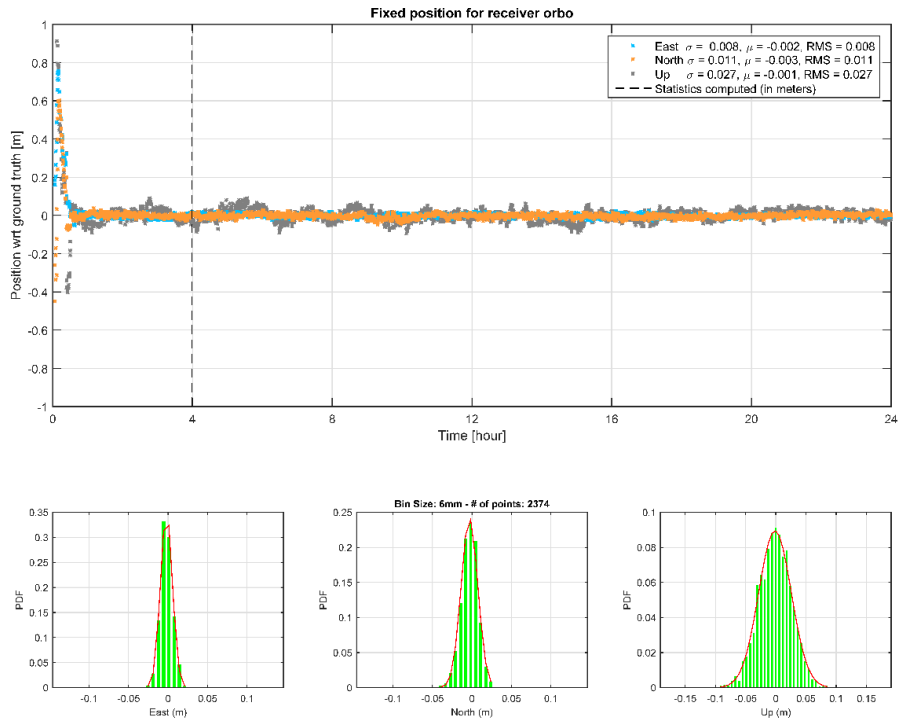 Fixed position for receiver orbo
East σ = 0.008, μ = -0.002, RMS = 0.008
North σ = 0.011, μ = -0.003, RMS = 0.011
Up σ = 0.027, μ = -0.001, RMS = 0.027
Statistics computed (in meters)
Position wrt ground truth [m]
1
0.8
0.6
0.4
0.2
0
-0.2
-0.4
-0.6
-0.8
-1
0 4 8 12 16 20 24
Time [hour]
PDF
0.35
0.3
0.25
0.2
0.15
0.1
0.05
0
-0.1 -0.05 0 0.05 0.1
East (m)
Bin Size: 6mm - # of points: 2374
PDF
0.25
0.2
0.15
0.1
0.05
0
-0.1 -0.05 0 0.05 0.1
North (m)
PDF
0.1
0.08
0.06
0.04
0.02
0
-0.15 -0.1 -0.05 0 0.05 0.1 0.15
Up (m)